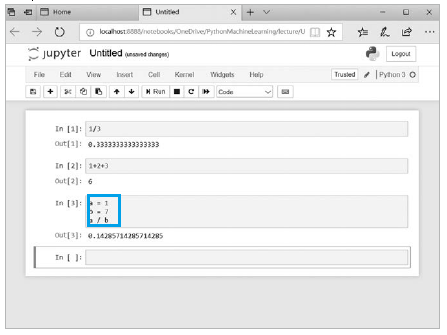 Home
Untitled
localhost:8888/notebooks/OneDrive/PythonMachineLearning/lecture/U
jupyter Untitled (unsaved changes)
Logout
File Edit View Insert Cell Kernel Widgets Help
Trusted Python 3
Run Code
In [1]: 1/3
Out[1]: 0.3333333333333333
In [2]: 1+2+3
Out[2]: 6
In [3]: a = 1
b = 7
a / b
Out[3]: 0.14285714285714285
In [ ]: